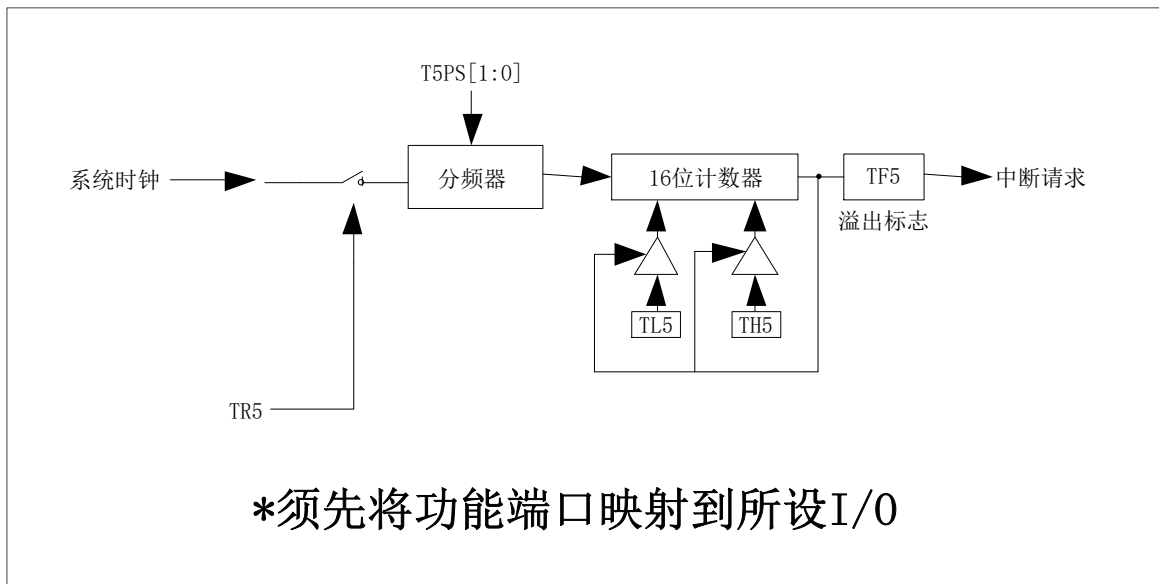 T5PS[1:0]
系统时钟
分频器
16位计数器
TF5
中断请求
溢出标志
TL5
TH5
TR5
*须先将功能端口映射到所设I/O